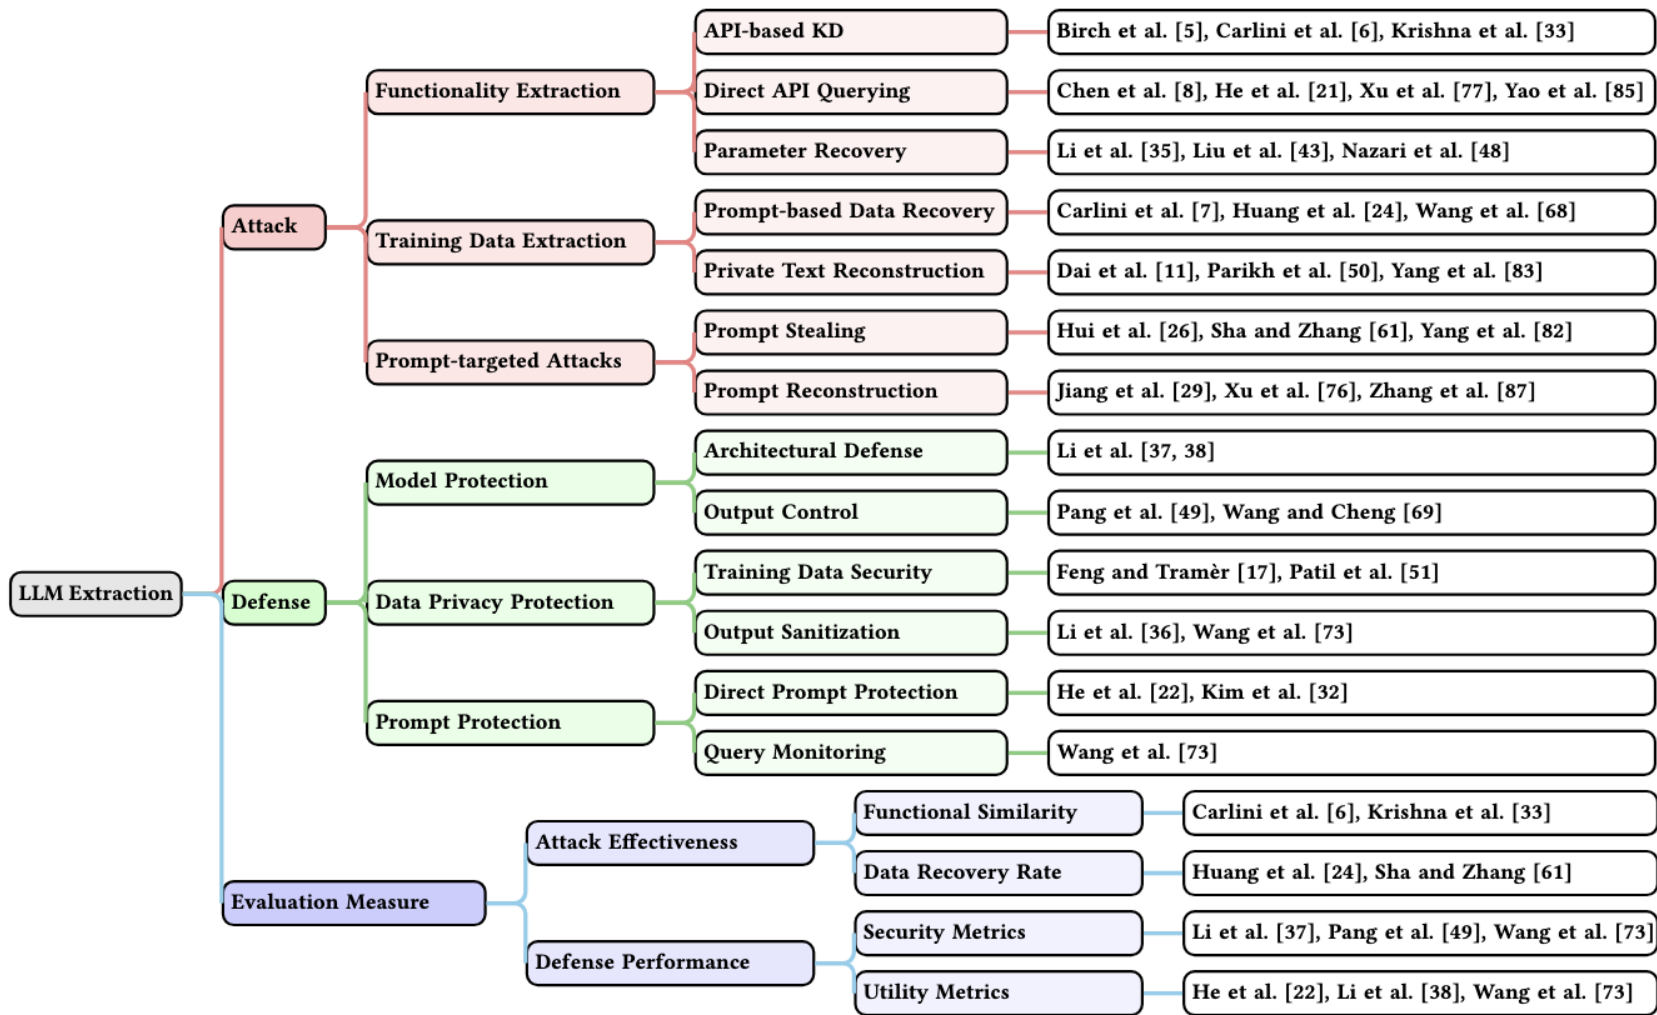 API-based KD
Birch et al. [5], Carlini et al. [6], Krishna et al. [33]
Functionality Extraction
Direct API Querying
Chen et al. [8], He et al. [21], Xu et al. [77], Yao et al. [85]
Parameter Recovery
Li et al. [35], Liu et al. [43], Nazari et al. [48]
Attack
Prompt-based Data Recovery
Carlini et al. [7], Huang et al. [24], Wang et al. [68]
Training Data Extraction
Private Text Reconstruction
Dai et al. [11], Parikh et al. [50], Yang et al. [83]
Prompt Stealing
Hui et al. [26], Sha and Zhang [61], Yang et al. [82]
Prompt-targeted Attacks
Prompt Reconstruction
Jiang et al. [29], Xu et al. [76], Zhang et al. [87]
Architectural Defense
Li et al. [37, 38]
Model Protection
Output Control
Pang et al. [49], Wang and Cheng [69]
LLM Extraction
Defense
Training Data Security
Feng and Tramèr [17], Patil et al. [51]
Data Privacy Protection
Output Sanitization
Li et al. [36], Wang et al. [73]
Direct Prompt Protection
He et al. [22], Kim et al. [32]
Prompt Protection
Query Monitoring
Wang et al. [73]
Functional Similarity
Carlini et al. [6], Krishna et al. [33]
Attack Effectiveness
Data Recovery Rate
Huang et al. [24], Sha and Zhang [61]
Evaluation Measure
Security Metrics
Li et al. [37], Pang et al. [49], Wang et al. [73]
Defense Performance
Utility Metrics
He et al. [22], Li et al. [38], Wang et al. [73]